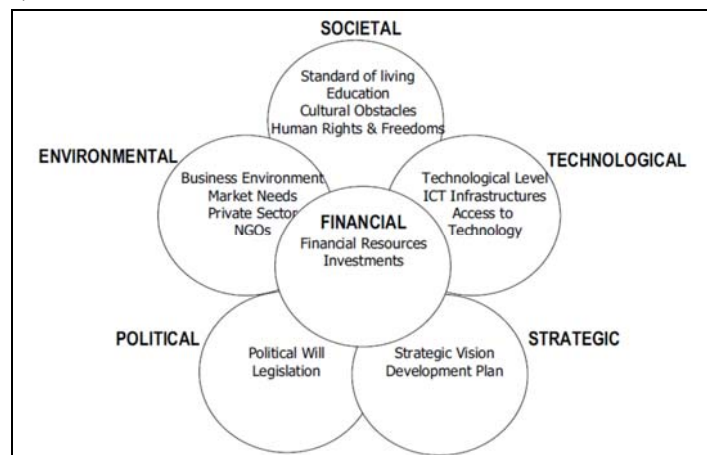 SOCIETAL
Standard of living
Education
Cultural Obstacles
Human Rights & Freedoms
ENVIRONMENTAL
Business Environment
Market Needs
Private Sector
NGOs
TECHNOLOGICAL
Technological Level
ICT Infrastructures
Access to
Technology
FINANCIAL
Financial Resources
Investments
POLITICAL
Political Will
Legislation
STRATEGIC
Strategic Vision
Development Plan